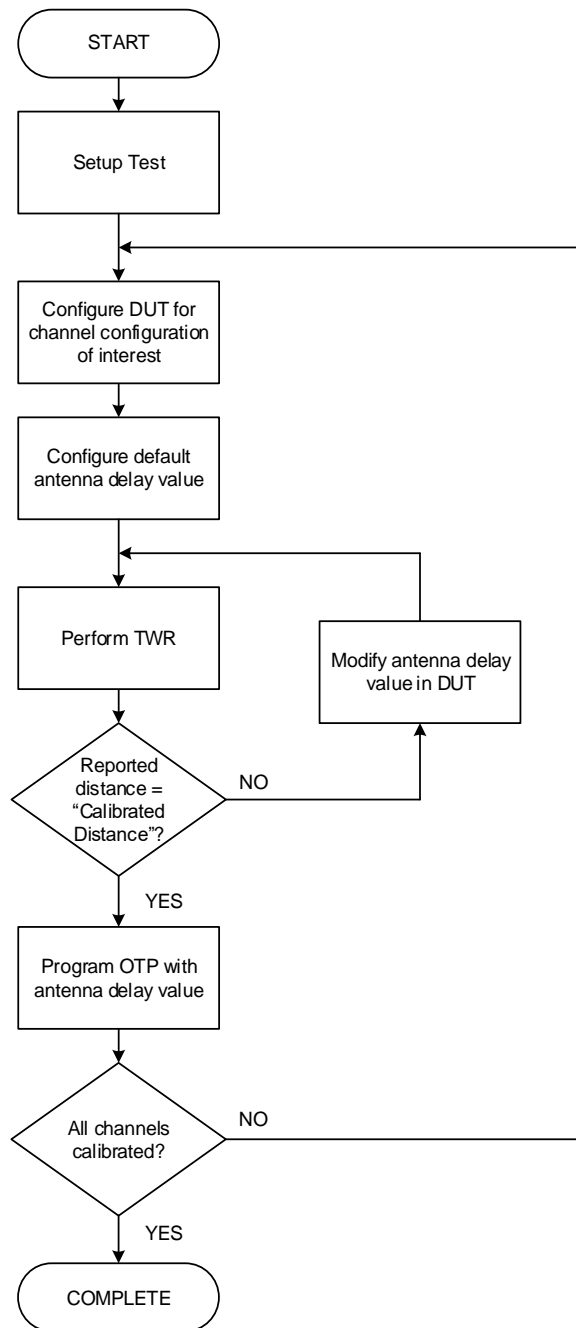 START
Setup Test
Configure DUT for
channel configuration
of interest
Configure default
antenna delay value
Perform TWR
Modify antenna delay
value in DUT
Reported
distance =
“Calibrated
Distance”?
NO
YES
Program OTP with
antenna delay value
All channels
calibrated?
NO
YES
COMPLETE